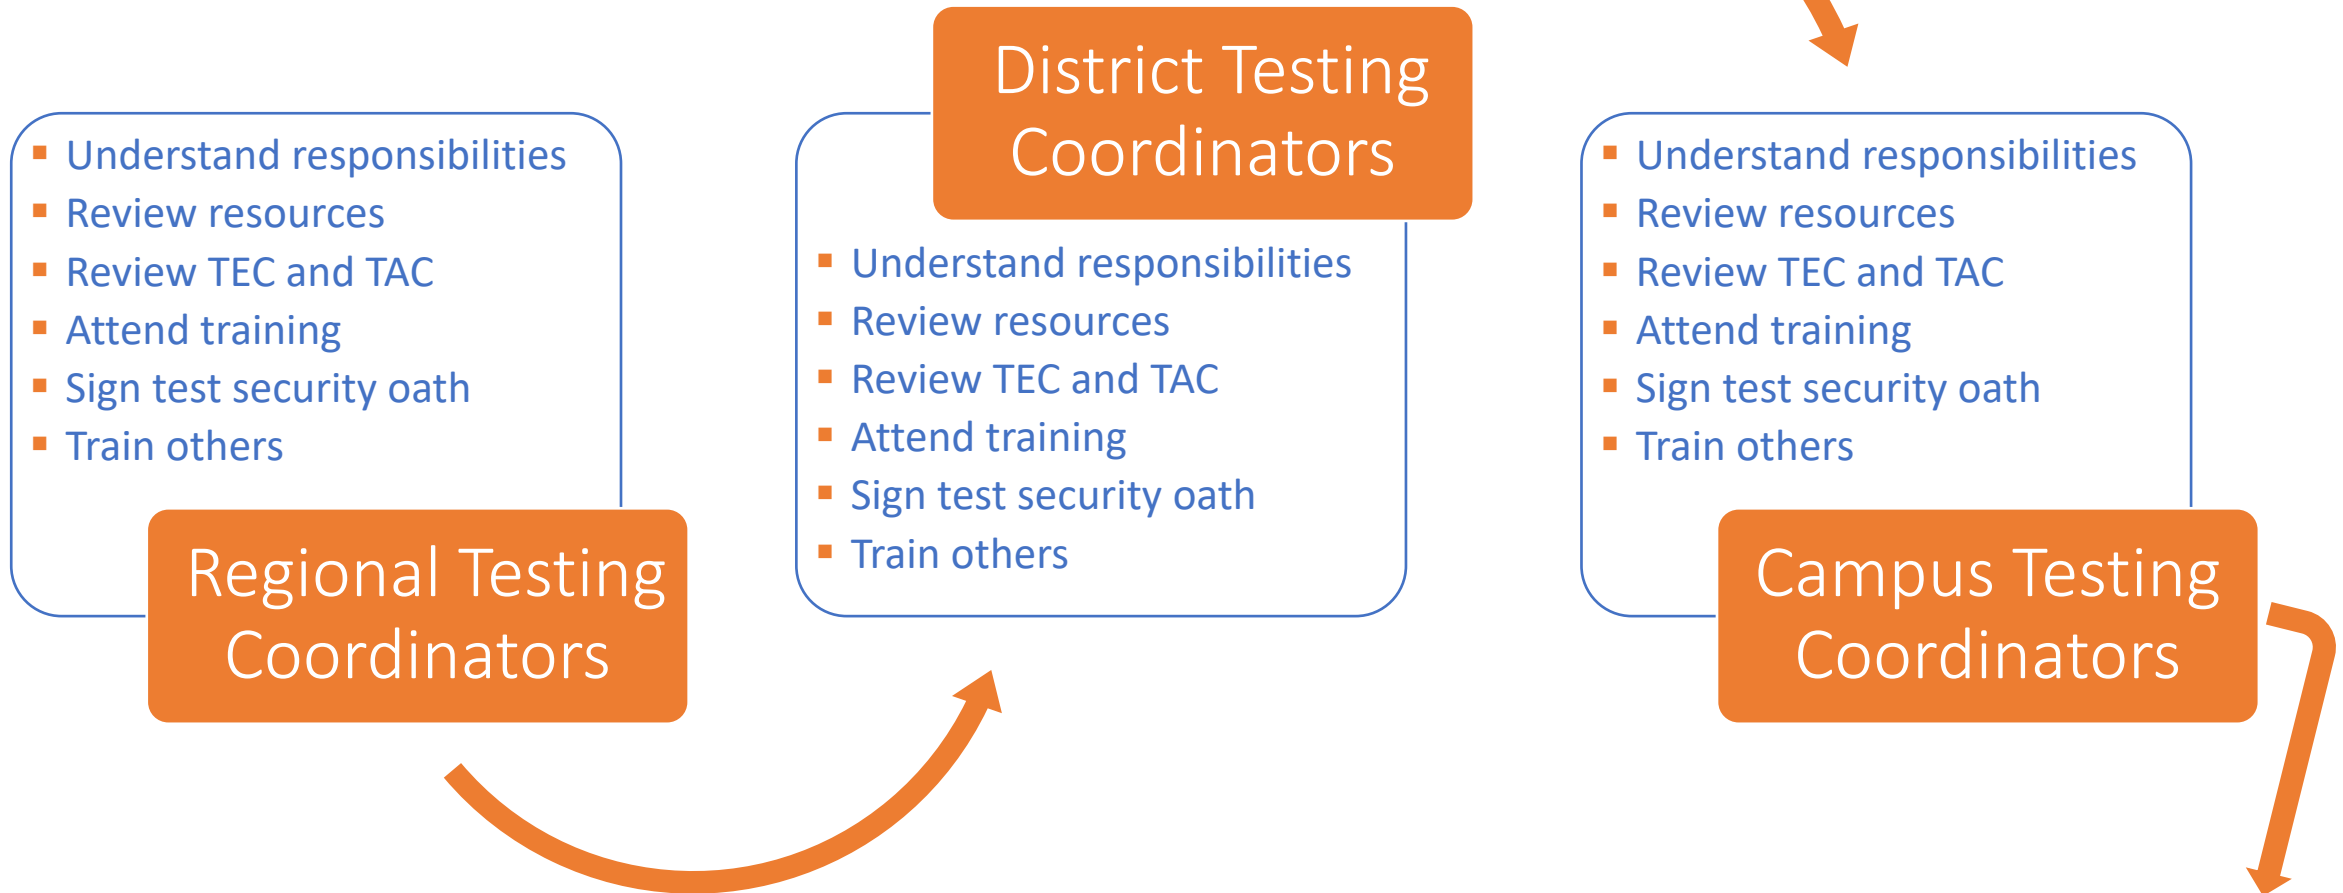 Understand responsibilities
Review resources
Review TEC and TAC
Attend training
Sign test security oath
Train others
Regional Testing
Coordinators
District Testing
Coordinators
Understand responsibilities
Review resources
Review TEC and TAC
Attend training
Sign test security oath
Train others
Understand responsibilities
Review resources
Review TEC and TAC
Attend training
Sign test security oath
Train others
Campus Testing
Coordinators